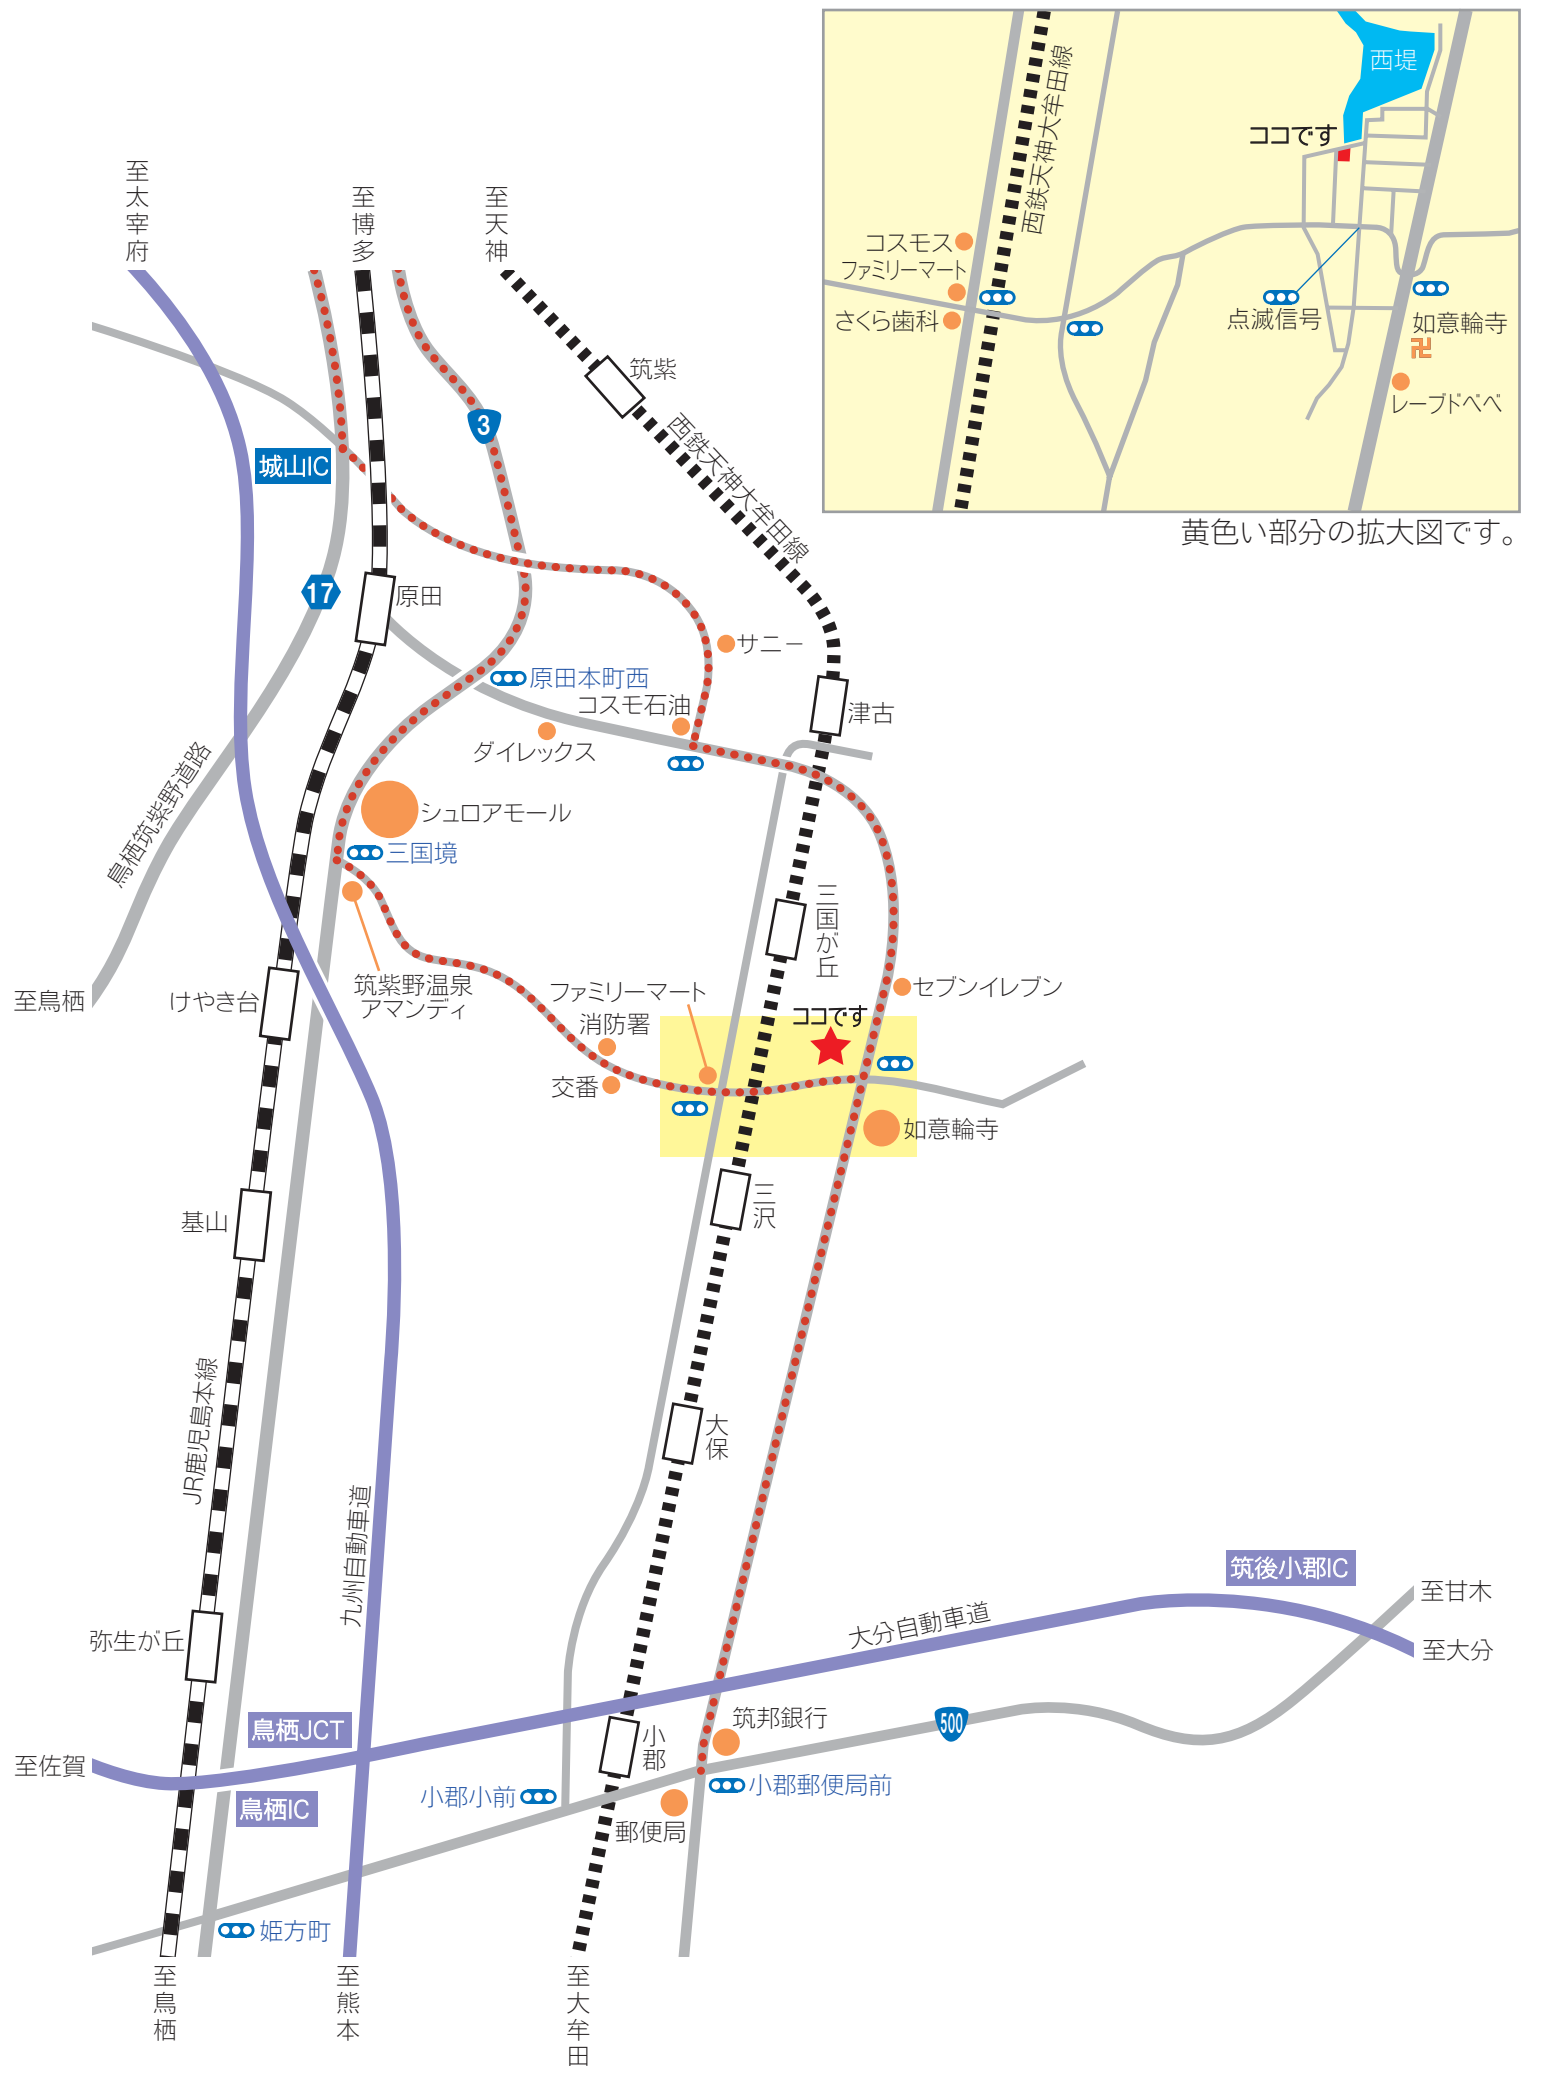 西堤
西鉄天神大牟田線
ココです
コスモス
ファミリーマート
さくら歯科
点滅信号
如意輪寺
卍
レーブドベベ
黄色い部分の拡大図です。
至太宰府
至博多
至天神
筑紫
西鉄天神大牟田線
3
城山IC
17
原田
サニー
原田本町西
コスモ石油
ダイレックス
津古
鳥栖筑紫野道路
シュロアモール
三国境
三国が丘
至鳥栖
けやき台
筑紫野温泉
アマンディ
ファミリーマート
消防署
交番
セブンイレブン
ココです
如意輪寺
三沢
基山
JR鹿児島本線
大保
九州自動車道
筑後小郡IC
至甘木
大分自動車道
至大分
弥生が丘
鳥栖JCT
筑邦銀行
500
小郡
至佐賀
鳥栖IC
小郡小前
小郡郵便局前
郵便局
姫方町
至鳥栖
至熊本
至大牟田